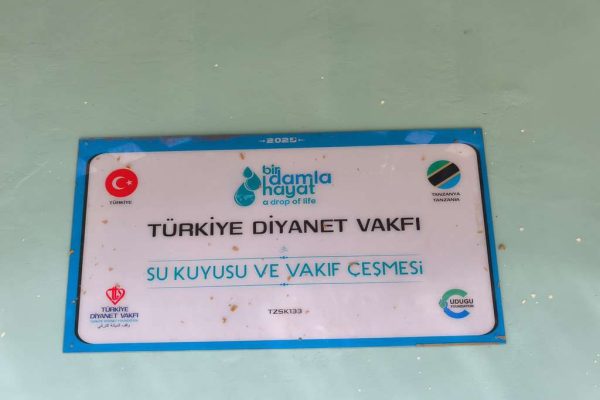 2025
bir
damla
hayat
a drop of life
TÜRKİYE
TANZANYA
TANZANIA
TÜRKİYE DİYANET VAKFI
SU KUYUSU VE VAKIF ÇEŞMESİ
TÜRKİYE
DİYANET VAKFI
TZSK133
UDUGU
FOUNDATION